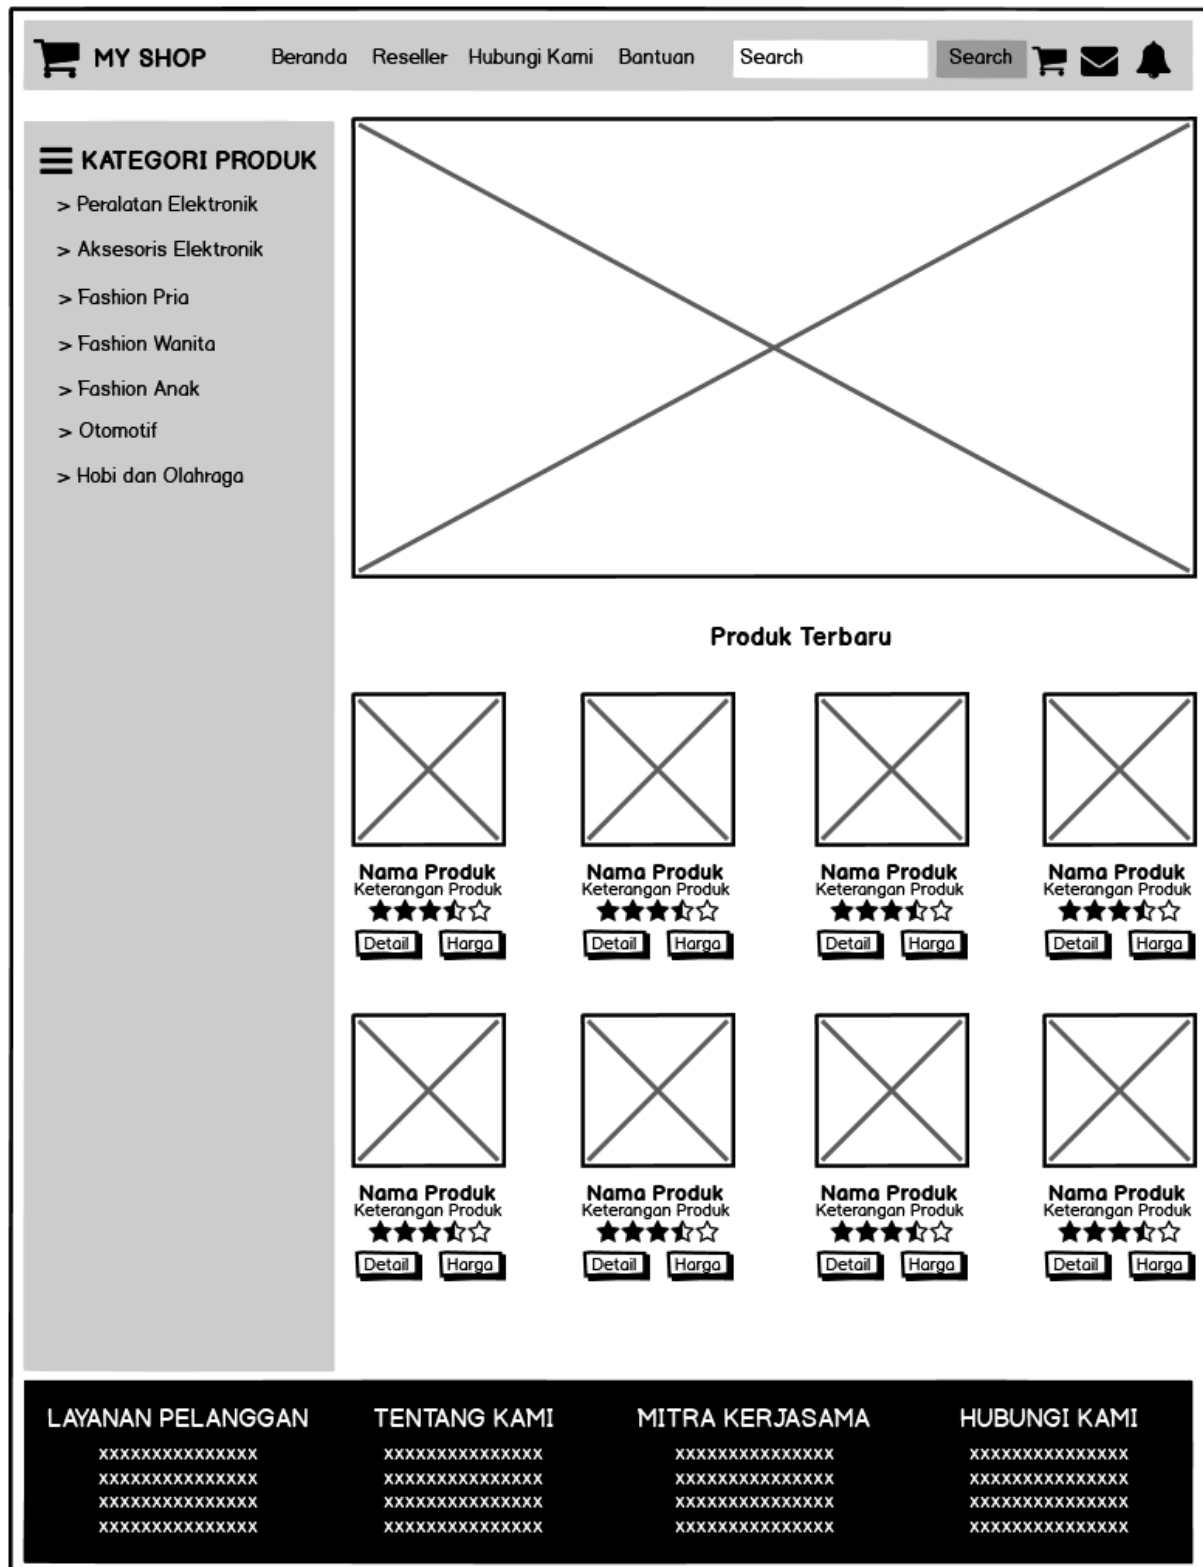 MY SHOP Beranda Reseller Hubungi Kami Bantuan Search Search
KATEGORI PRODUK
> Peralatan Elektronik
> Aksesoris Elektronik
> Fashion Pria
> Fashion Wanita
> Fashion Anak
> Otomotif
> Hobi dan Olahraga
Produk Terbaru
Nama Produk Nama Produk Nama Produk Nama Produk
Keterangan Produk Keterangan Produk Keterangan Produk Keterangan Produk
Detail Harga Detail Harga Detail Harga Detail Harga
Nama Produk Nama Produk Nama Produk Nama Produk
Keterangan Produk Keterangan Produk Keterangan Produk Keterangan Produk
Detail Harga Detail Harga Detail Harga Detail Harga
LAYANAN PELANGGAN TENTANG KAMI MITRA KERJASAMA HUBUNGI KAMI
xxxxxxxxxxxxxxx xxxxxxxxxxxxxxx xxxxxxxxxxxxxxx xxxxxxxxxxxxxxx
xxxxxxxxxxxxxxx xxxxxxxxxxxxxxx xxxxxxxxxxxxxxx xxxxxxxxxxxxxxx
xxxxxxxxxxxxxxx xxxxxxxxxxxxxxx xxxxxxxxxxxxxxx xxxxxxxxxxxxxxx
xxxxxxxxxxxxxxx xxxxxxxxxxxxxxx xxxxxxxxxxxxxxx xxxxxxxxxxxxxxx